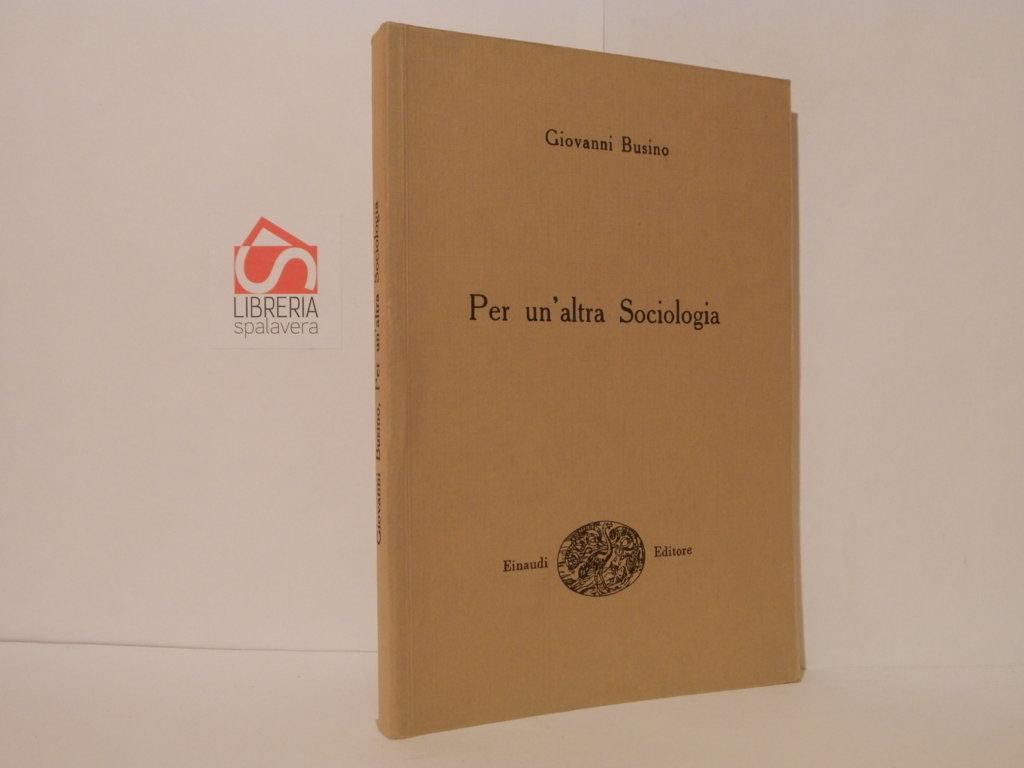 Giovanni Busino
Per un'altra Sociologia
Einaudi
Editore
Giovanni Busino, Per un'altra Sociologia
LIBRERIA
spalavera